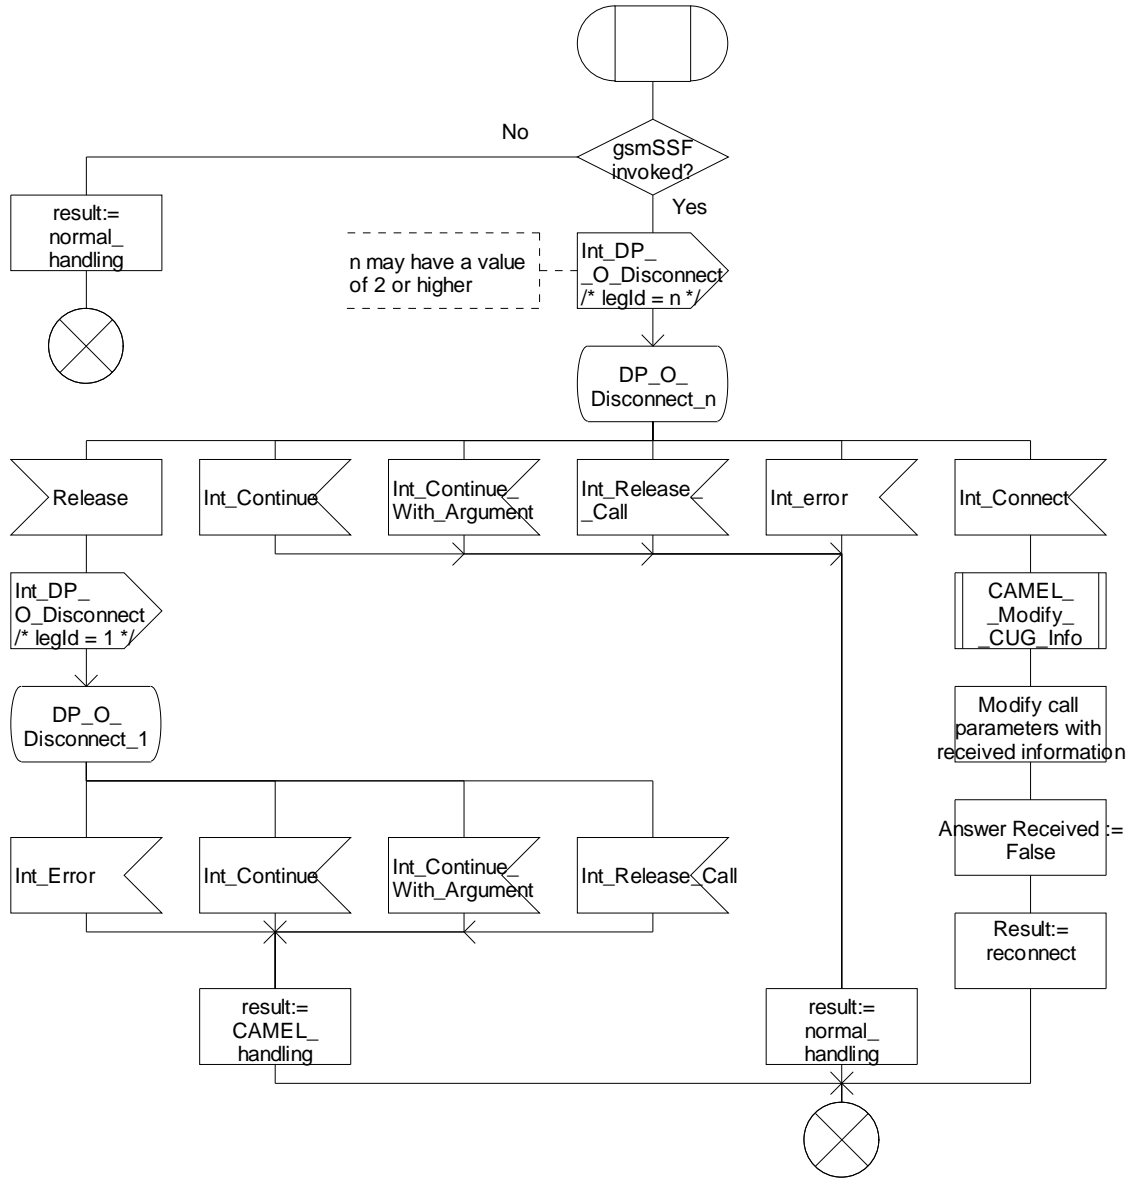 No
gsmSSF
invoked?
Yes
result:=
normal_
handling
n may have a value
of 2 or higher
Int_DP_
_O_Disconnect
/* legId = n */
DP_O_
Disconnect_n
Release
Int_Continue
Int_Continue_
With_Argument
Int_Release_
_Call
Int_error
Int_Connect
Int_DP_
O_Disconnect
/* legId = 1 */
CAMEL_
_Modify_
_CUG_Info
DP_O_
Disconnect_1
Modify call
parameters with
received information
Answer Received :=
False
Int_Error
Int_Continue
Int_Continue_
With_Argument
Int_Release_Call
Result:=
reconnect
result:=
CAMEL_
handling
result:=
normal_
handling